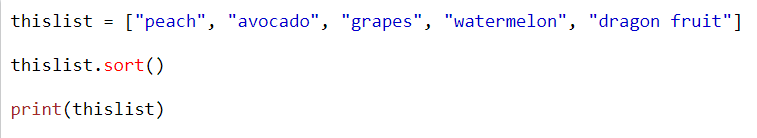 thislist = ["peach", "avocado", "grapes", "watermelon", "dragon fruit"]
thislist.sort()
print(thislist)